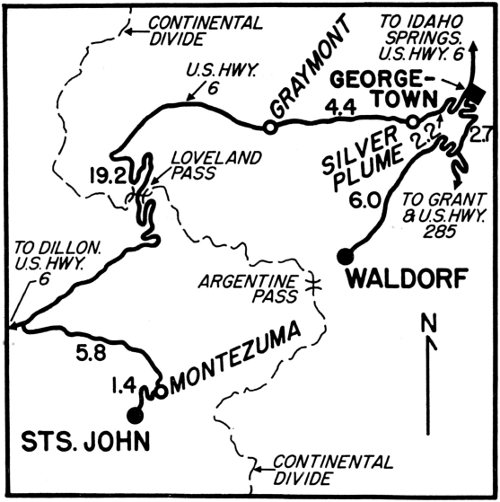 CONTINENTAL
DIVIDE
TO IDAHO
SPRINGS.
U.S. HWY. 6
U.S. HWY.
6
GRAYMONT
GEORGE-
TOWN
4.4
SILVER
PLUME
2.2
2.7
19.2
LOVELAND
PASS
6.0
TO GRANT
& U.S. HWY.
285
TO DILLON.
U.S. HWY.
6
WALDORF
ARGENTINE
PASS
N
5.8
MONTEZUMA
1.4
STS. JOHN
CONTINENTAL
DIVIDE